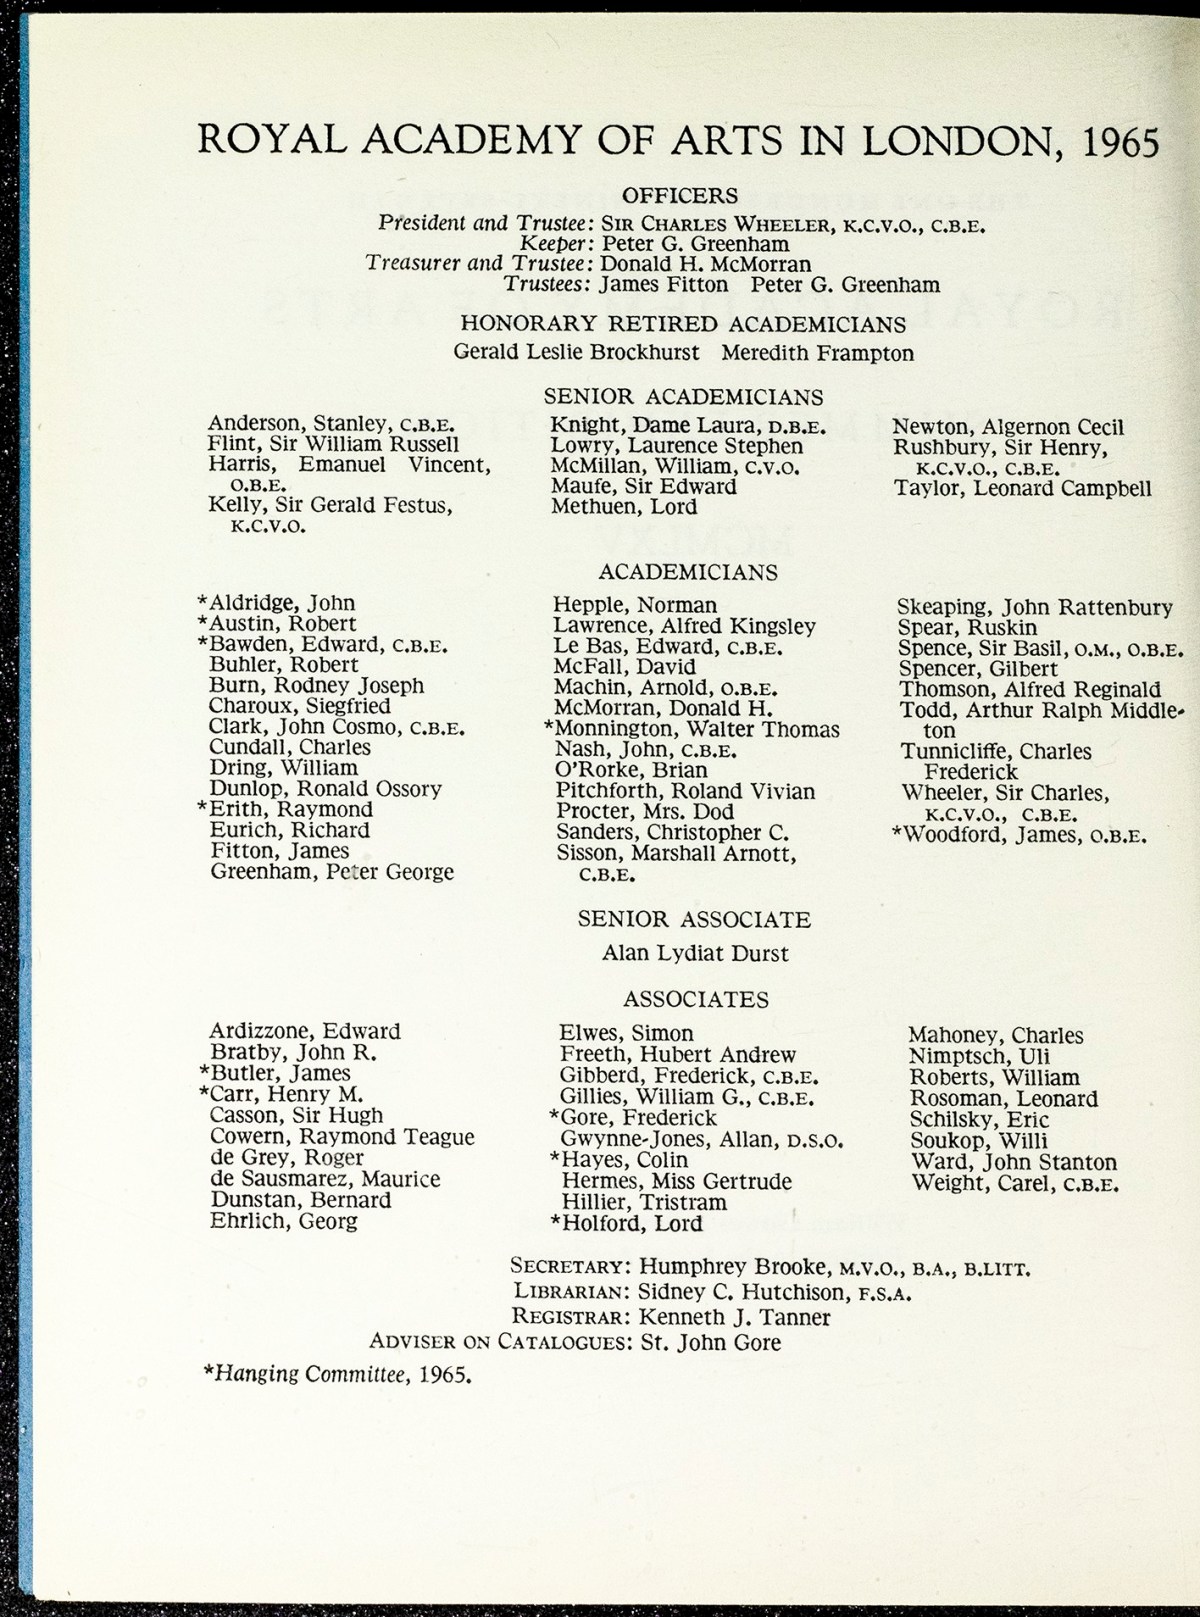 ROYAL ACADEMY OF ARTS IN LONDON, 1965
OFFICERS
President and Trustee: SIR CHARLES WHEELER, K.C.V.O., C.B.E.
Keeper: Peter G. Greenham
Treasurer and Trustee: Donald H. McMorran
Trustees: James Fitton Peter G. Greenham
HONORARY RETIRED ACADEMICIANS
Gerald Leslie Brockhurst Meredith Frampton
SENIOR ACADEMICIANS
Anderson, Stanley, C.B.E.
Flint, Sir William Russell
Harris, Emanuel Vincent,
O.B.E.
Kelly, Sir Gerald Festus,
K.C.V.O.
Knight, Dame Laura, D.B.E.
Lowry, Laurence Stephen
McMillan, William, C.V.O.
Maufe, Sir Edward
Methuen, Lord
Newton, Algernon Cecil
Rushbury, Sir Henry,
K.C.V.O., C.B.E.
Taylor, Leonard Campbell
ACADEMICIANS
*Aldridge, John
*Austin, Robert
*Bawden, Edward, C.B.E.
Buhler, Robert
Burn, Rodney Joseph
Charoux, Siegfried
Clark, John Cosmo, C.B.E.
Cundall, Charles
Dring, William
Dunlop, Ronald Ossory
*Erith, Raymond
Eurich, Richard
Fitton, James
Greenham, Peter George
Hepple, Norman
Lawrence, Alfred Kingsley
Le Bas, Edward, C.B.E.
McFall, David
Machin, Arnold, O.B.E.
McMorran, Donald H.
*Monnington, Walter Thomas
Nash, John, C.B.E.
O'Rorke, Brian
Pitchforth, Roland Vivian
Procter, Mrs. Dod
Sanders, Christopher C.
Sisson, Marshall Arnott,
C.B.E.
Skeaping, John Rattenbury
Spear, Ruskin
Spence, Sir Basil, O.M., O.B.E.
Spencer, Gilbert
Thomson, Alfred Reginald
Todd, Arthur Ralph Middle-
ton
Tunnicliffe, Charles
Frederick
Wheeler, Sir Charles,
K.C.V.O., C.B.E.
*Woodford, James, O.B.E.
SENIOR ASSOCIATE
Alan Lydiat Durst
ASSOCIATES
Ardizzone, Edward
Bratby, John R.
*Butler, James
*Carr, Henry M.
Casson, Sir Hugh
Cowern, Raymond Teague
de Grey, Roger
de Sausmarez, Maurice
Dunstan, Bernard
Ehrlich, Georg
Elwes, Simon
Freeth, Hubert Andrew
Gibberd, Frederick, C.B.E.
Gillies, William G., C.B.E.
*Gore, Frederick
Gwynne-Jones, Allan, D.S.O.
*Hayes, Colin
Hermes, Miss Gertrude
Hillier, Tristram
*Holford, Lord
Mahoney, Charles
Nimptsch, Uli
Roberts, William
Rosoman, Leonard
Schilsky, Eric
Soukop, Willi
Ward, John Stanton
Weight, Carel, C.B.E.
SECRETARY: Humphrey Brooke, M.V.O., B.A., B.LITT.
LIBRARIAN: Sidney C. Hutchison, F.S.A.
REGISTRAR: Kenneth J. Tanner
ADVISER ON CATALOGUES: St. John Gore
*Hanging Committee, 1965.